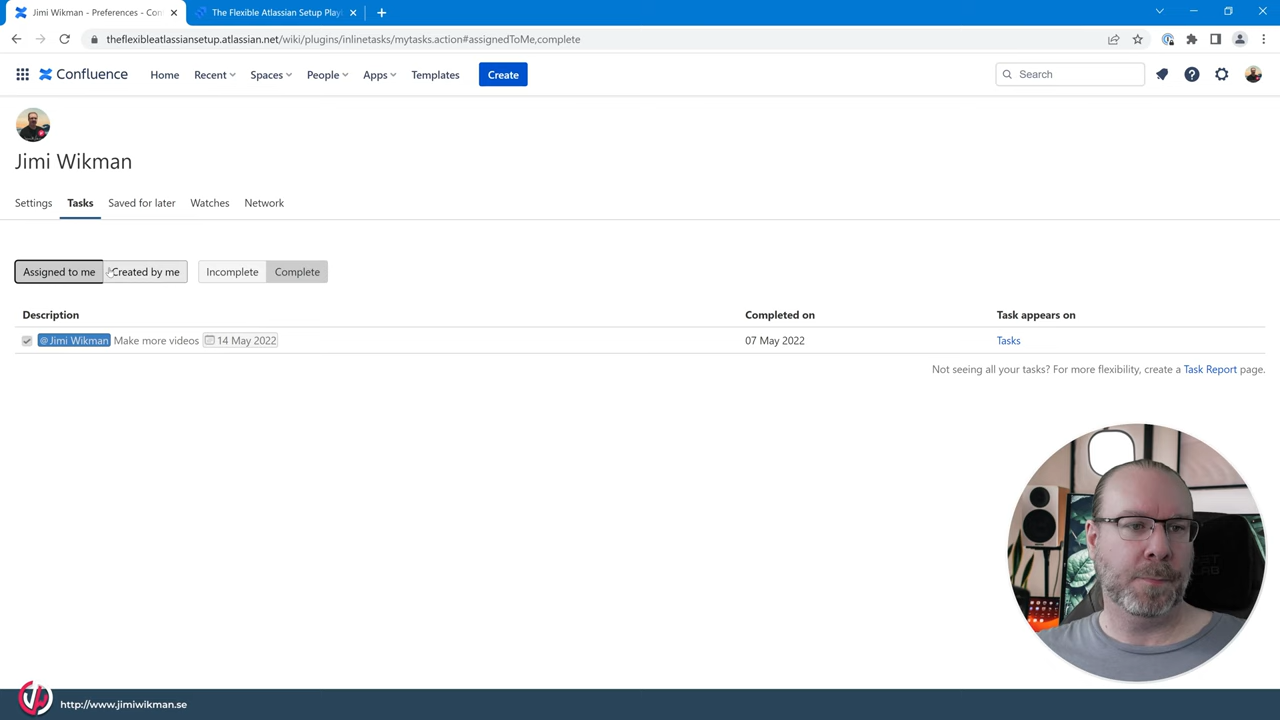 Jimi Wikman - Preferences - Con
The Flexible Atlassian Setup Play
theflexibleatlassiansetup.atlassian.net/wiki/plugins/inlinetasks/mytasks.action#assignedToMe,complete
Confluence Home Recent Spaces People Apps Templates Create Search
Jimi Wikman
Settings Tasks Saved for later Watches Network
Assigned to me Created by me Incomplete Complete
Description Completed on Task appears on
@Jimi Wikman Make more videos 14 May 2022 07 May 2022 Tasks
Not seeing all your tasks? For more flexibility, create a Task Report page.
http://www.jimiwikman.se